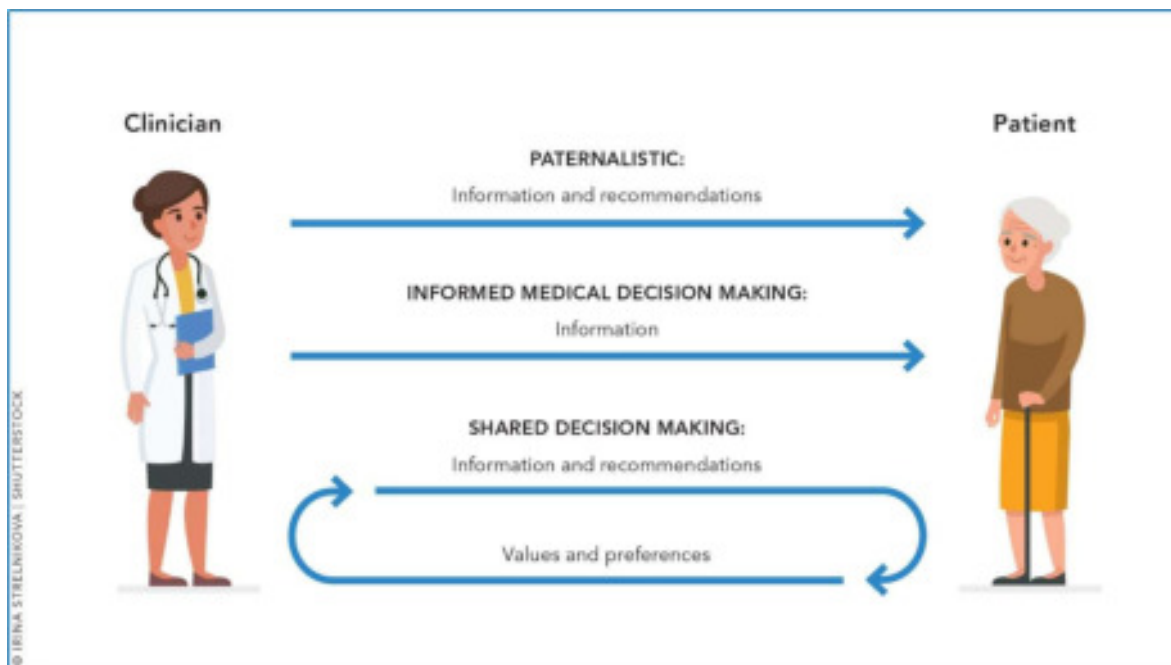 Clinician
Patient
PATERNALISTIC:
Information and recommendations
INFORMED MEDICAL DECISION MAKING:
Information
SHARED DECISION MAKING:
Information and recommendations
Values and preferences
© IRINA STRELNIKOVA | SHUTTERSTOCK